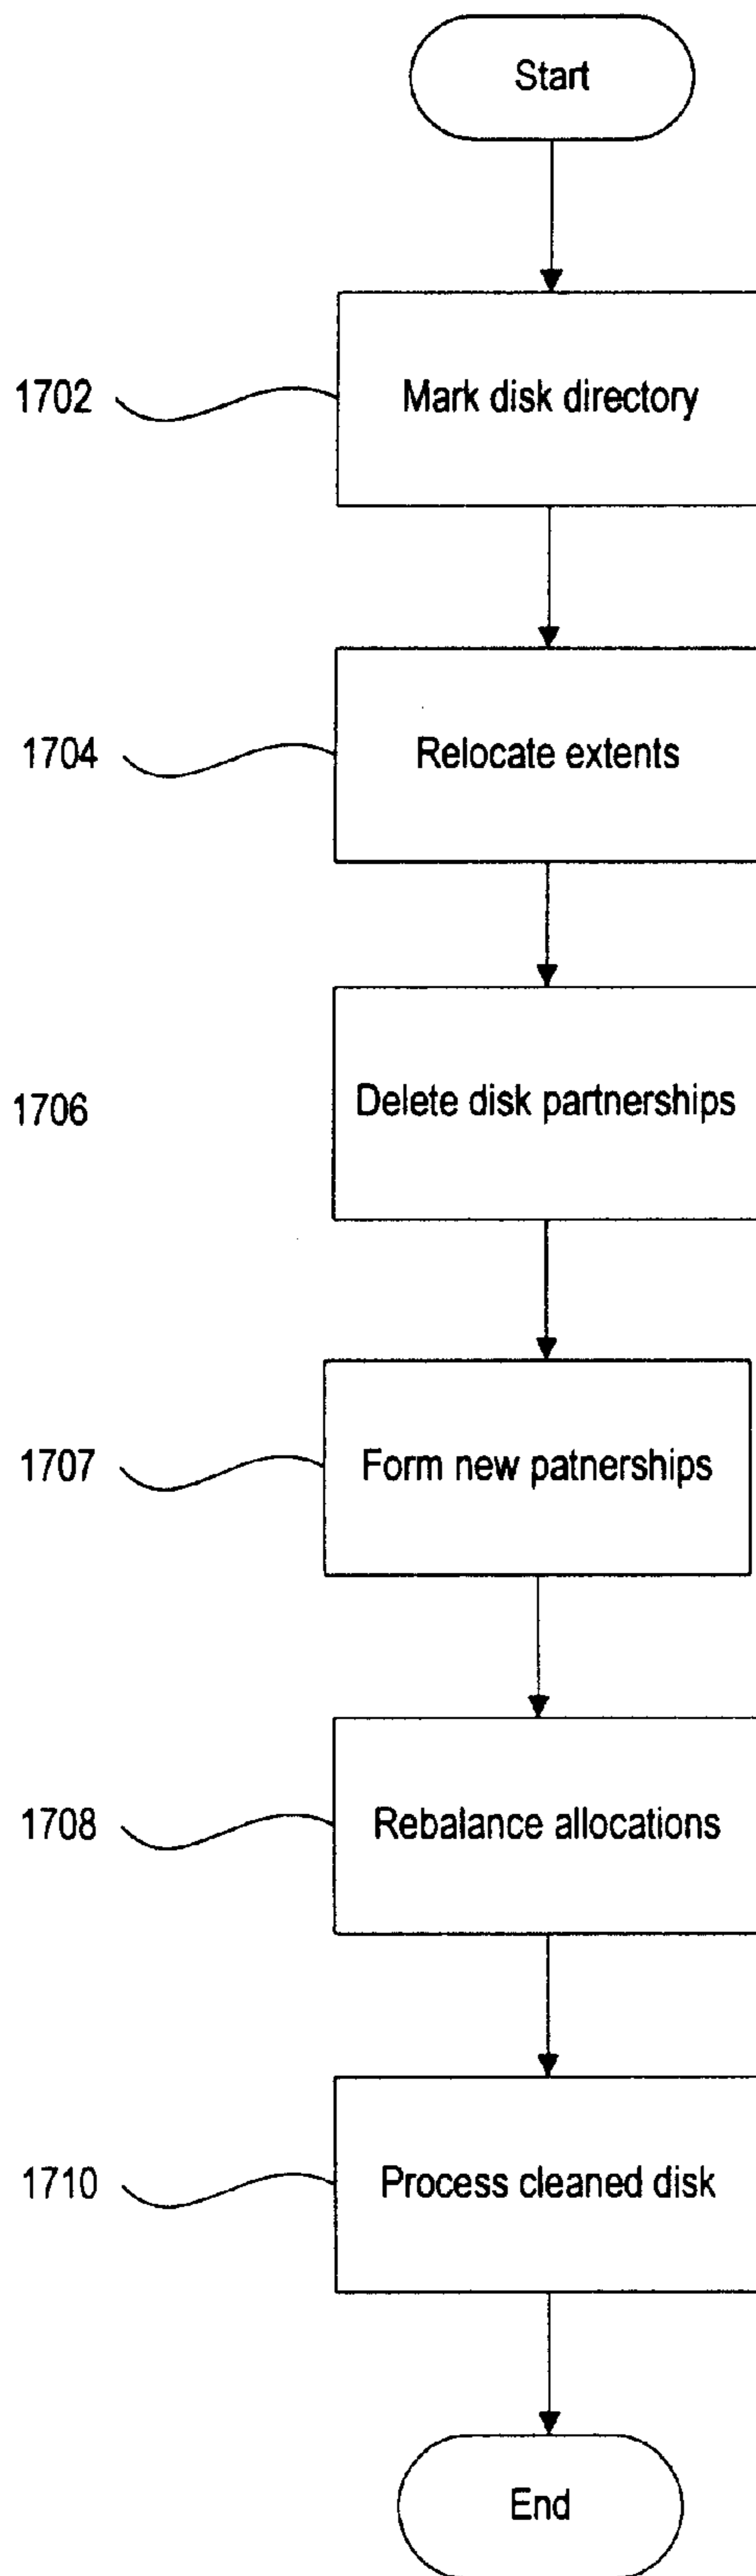 Start
1702 Mark disk directory
1704 Relocate extents
1706 Delete disk partnerships
1707 Form new patnerships
1708 Rebalance allocations
1710 Process cleaned disk
End